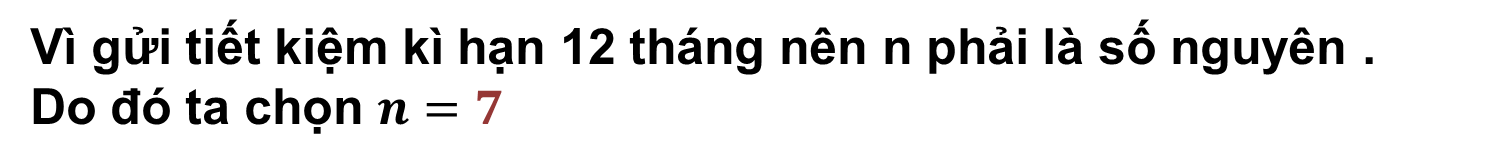 Vì gửi tiết kiệm kì hạn 12 tháng nên n phải là số nguyên .
Do đó ta chọn n = 7